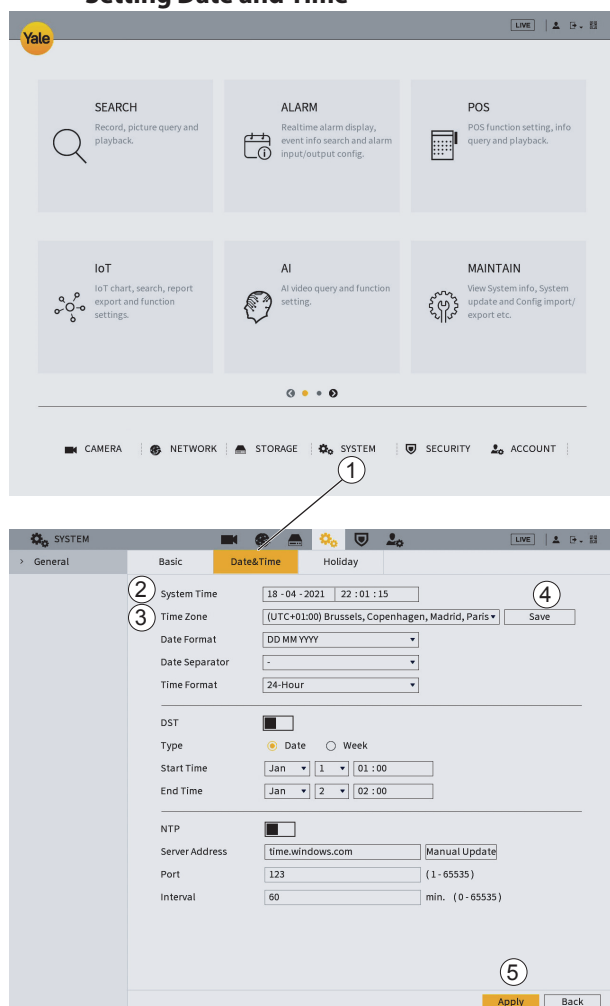 Setting Date and Time
Yale
LIVE
SEARCH
Record, picture query and
playback.
ALARM
Realtime alarm display,
event info search and alarm
input/output config.
POS
POS function setting, info
query and playback.
IoT
IoT chart, search, report
export and function
settings.
AI
AI video query and function
setting.
MAINTAIN
View System info, System
update and Config import/
export etc.
CAMERA NETWORK STORAGE SYSTEM SECURITY ACCOUNT
1
SYSTEM LIVE
> General Basic Date&Time Holiday
2 System Time 18 - 04 - 2021 22 : 01 : 15 4
3 Time Zone (UTC+01:00) Brussels, Copenhagen, Madrid, Paris Save
Date Format DD MM YYYY
Date Separator -
Time Format 24-Hour
DST
Type Date Week
Start Time Jan 1 01 : 00
End Time Jan 2 02 : 00
NTP
Server Address time.windows.com Manual Update
Port 123 (1 - 65535)
Interval 60 min. (0 - 65535)
5
Apply Back